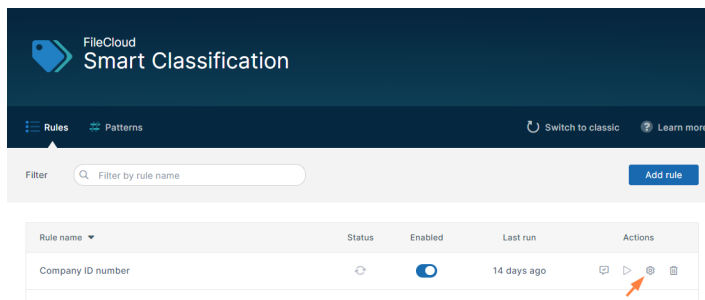 FileCloud
Smart Classification
Rules Patterns Switch to classic ? Learn more
Filter Filter by rule name Add rule
Rule name Status Enabled Last run Actions
Company ID number 14 days ago